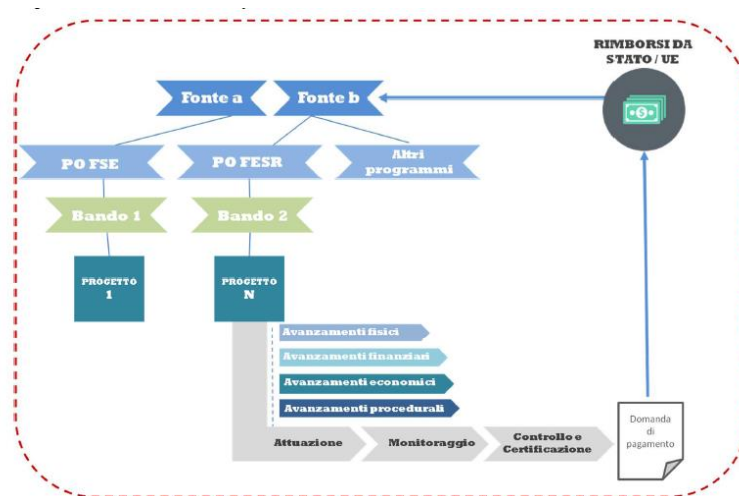 RIMBORSI DA
STATO / UE
Fonte a
Fonte b
PO FSE
PO FESR
Altri
programmi
Bando 1
Bando 2
PROGETTO
1
PROGETTO
N
Avanzamenti fisici
Avanzamenti finanziari
Avanzamenti economici
Avanzamenti procedurali
Attuazione
Monitoraggio
Controllo e
Certificazione
Domanda
di
pagamento